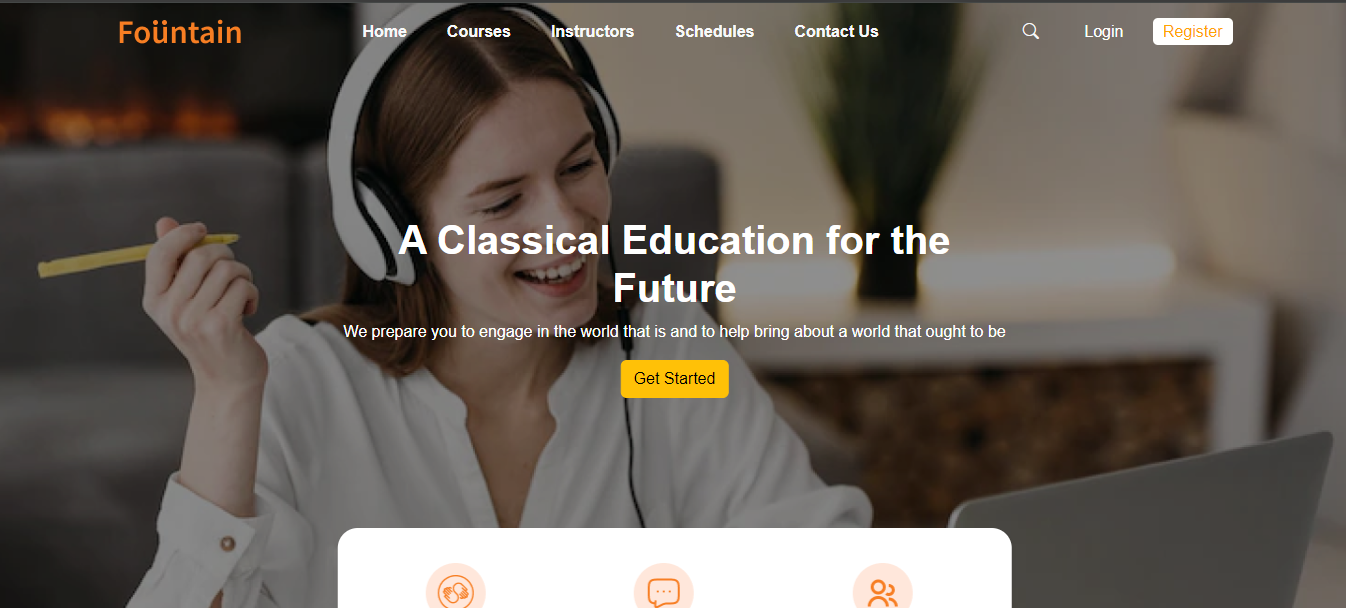 Foüntain
Home Courses Instructors Schedules Contact Us Login Register
A Classical Education for the
Future
We prepare you to engage in the world that is and to help bring about a world that ought to be
Get Started